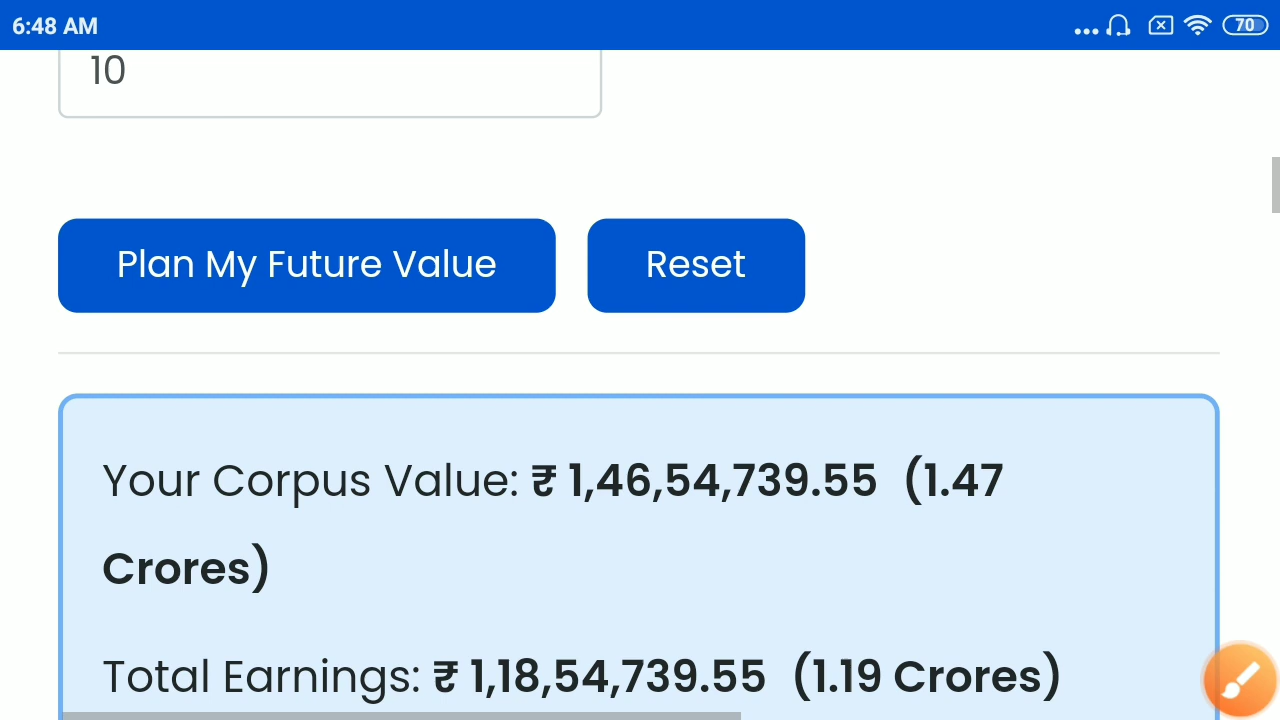 6:48 AM
70
10
Plan My Future Value
Reset
Your Corpus Value: ₹ 1,46,54,739.55 (1.47
Crores)
Total Earnings: ₹ 1,18,54,739.55 (1.19 Crores)